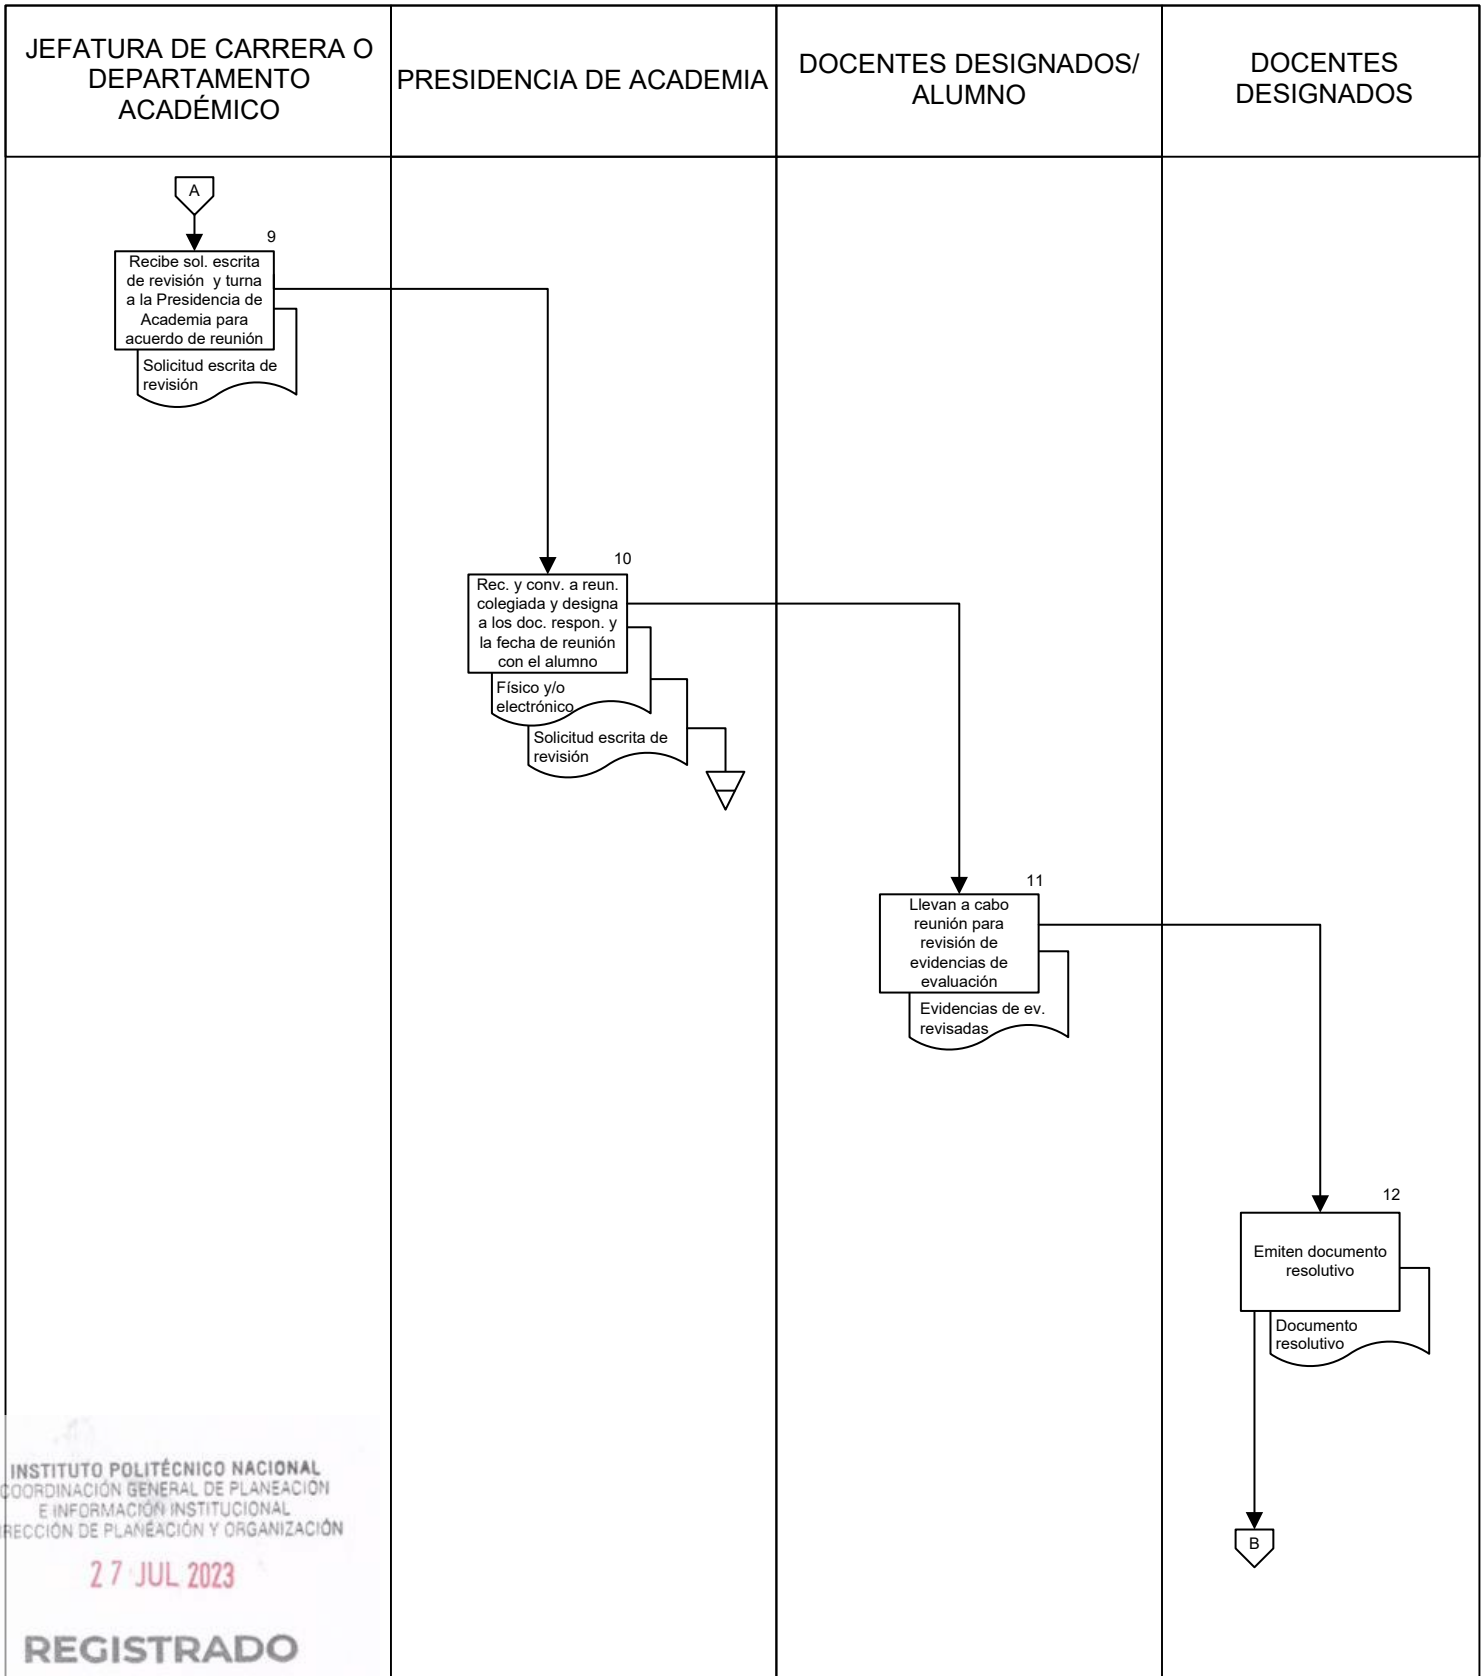 JEFATURA DE CARRERA O
DEPARTAMENTO
ACADÉMICO
PRESIDENCIA DE ACADEMIA
DOCENTES DESIGNADOS/
ALUMNO
DOCENTES
DESIGNADOS
A
9
Recibe sol. escrita
de revisión y turna
a la Presidencia de
Academia para
acuerdo de reunión
Solicitud escrita de
revisión
10
Rec. y conv. a reun.
colegiada y designa
a los doc. respon. y
la fecha de reunión
con el alumno
Físico y/o
electrónico
Solicitud escrita de
revisión
11
Llevan a cabo
reunión para
revisión de
evidencias de
evaluación
Evidencias de ev.
revisadas
12
Emiten documento
resolutivo
Documento
resolutivo
B
INSTITUTO POLITÉCNICO NACIONAL
COORDINACIÓN GENERAL DE PLANEACIÓN
E INFORMACIÓN INSTITUCIONAL
RECCIÓN DE PLANEACIÓN Y ORGANIZACIÓN
27 JUL 2023
REGISTRADO